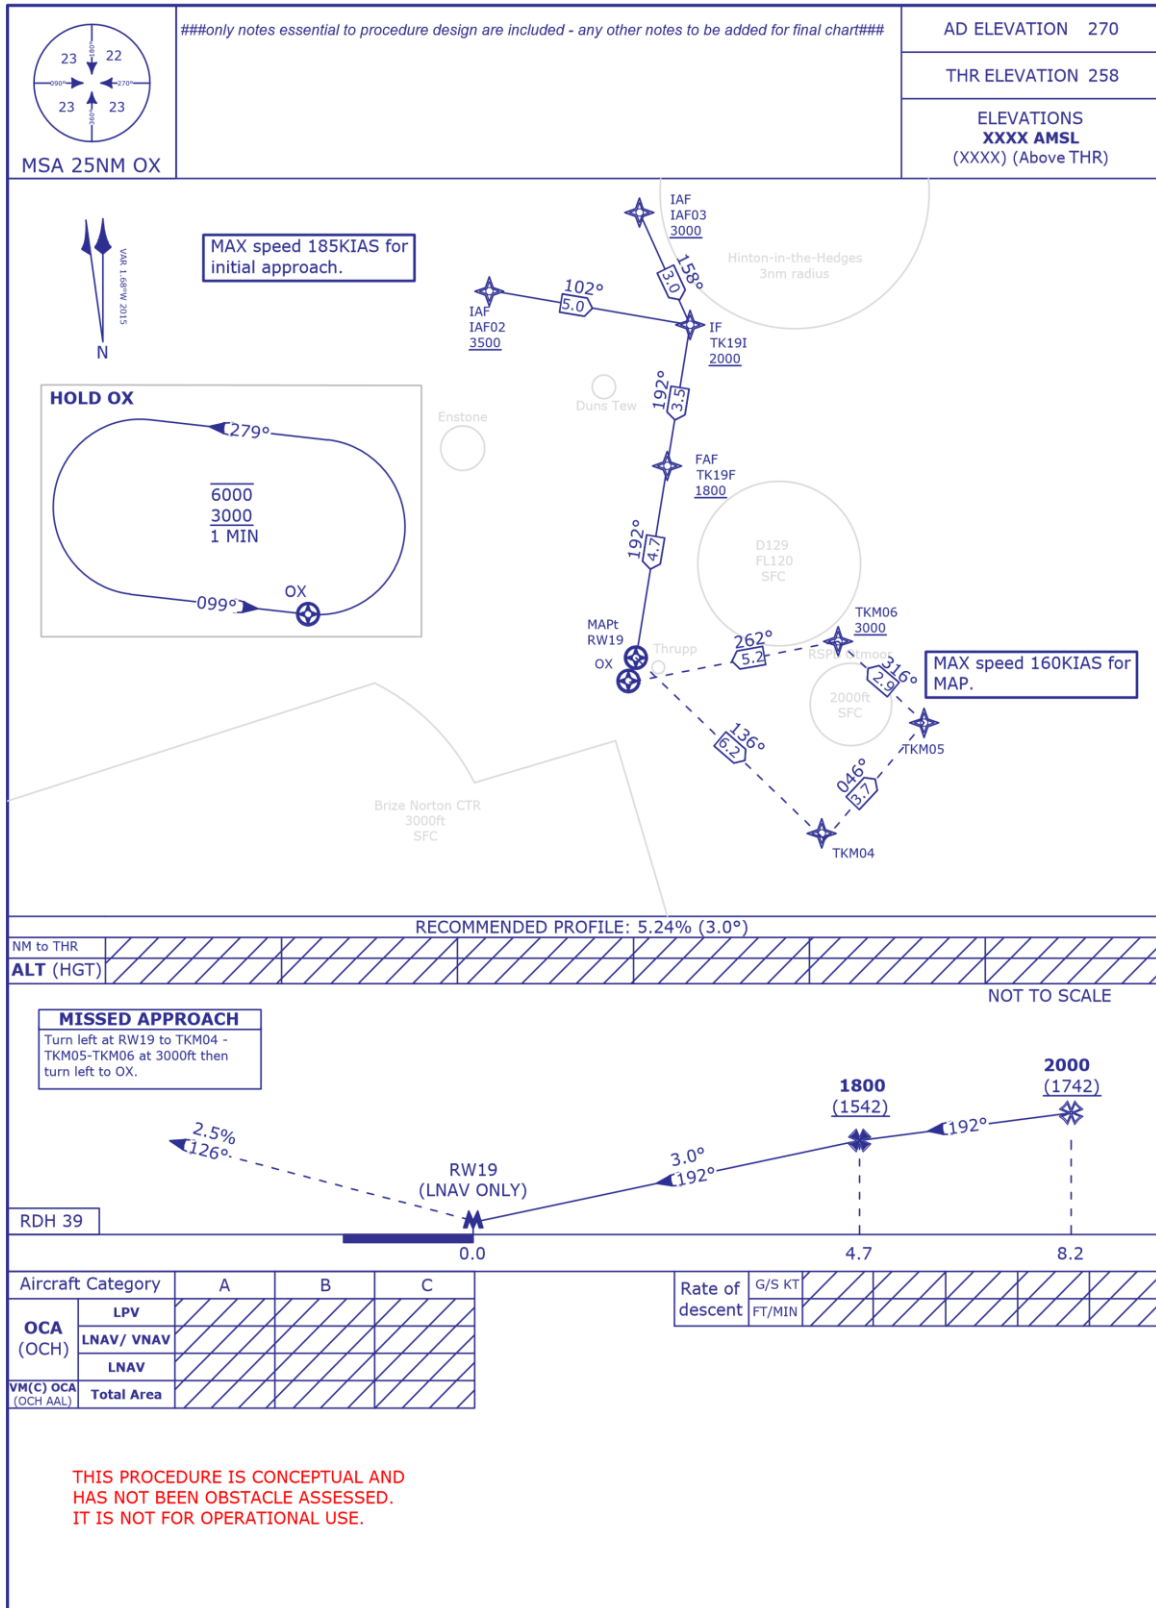 ###only notes essential to procedure design are included - any other notes to be added for final chart###
AD ELEVATION 270
THR ELEVATION 258
ELEVATIONS
XXXX AMSL
(XXXX) (Above THR)
180°
23
22
090°
270°
23
23
360°
MSA 25NM OX
IAF
IAF03
3000
MAX speed 185KIAS for
initial approach.
VAR 1.68°W 2015
N
Hinton-in-the-Hedges
3nm radius
158°
3.0
102°
5.0
IAF
IAF02
3500
IF
TK19I
2000
HOLD OX
279°
6000
3000
1 MIN
099°
OX
Duns Tew
Enstone
192°
3.5
FAF
TK19F
1800
192°
4.7
D129
FL120
SFC
MAPt
RW19
OX
Thrupp
262°
5.2
TKM06
3000
RSPB Otmoor
2000ft
SFC
316°
2.9
MAX speed 160KIAS for
MAP.
TKM05
136°
6.2
046°
3.7
TKM04
Brize Norton CTR
3000ft
SFC
RECOMMENDED PROFILE: 5.24% (3.0°)
NM to THR
ALT (HGT)
NOT TO SCALE
MISSED APPROACH
Turn left at RW19 to TKM04 -
TKM05-TKM06 at 3000ft then
turn left to OX.
2000
(1742)
1800
(1542)
192°
2.5%
126°
3.0°
192°
RW19
(LNAV ONLY)
M
RDH 39
0.0
4.7
8.2
Aircraft Category
A
B
C
OCA
(OCH)
LPV
LNAV/ VNAV
LNAV
VM(C) OCA
(OCH AAL)
Total Area
Rate of
descent
G/S KT
FT/MIN
THIS PROCEDURE IS CONCEPTUAL AND
HAS NOT BEEN OBSTACLE ASSESSED.
IT IS NOT FOR OPERATIONAL USE.